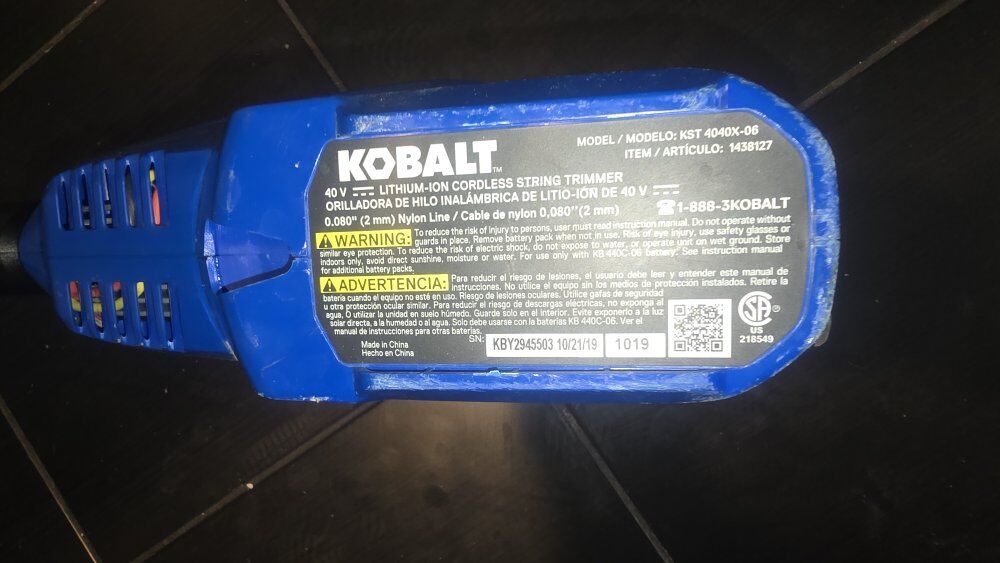 KOBALT™
MODEL / MODELO: KST 4040X-06
ITEM / ARTÍCULO: 1438127
40 V ⎓ LITHIUM-ION CORDLESS STRING TRIMMER
ORILLADORA DE HILO INALÁMBRICA DE LITIO-IÓN DE 40 V ⎓
0.080" (2 mm) Nylon Line / Cable de nylon 0,080" (2 mm)
☎1-888-3KOBALT
⚠WARNING: To reduce the risk of injury to persons, user must read instruction manual. Do not operate without
guards in place. Remove battery pack when not in use. Risk of eye injury, use safety glasses or
similar eye protection. To reduce the risk of electric shock, do not expose to water, or operate unit on wet ground. Store
indoors only, avoid direct sunshine, moisture or water. For use only with KB 440C-06 battery. See instruction manual
for additional battery packs.
⚠ADVERTENCIA: Para reducir el riesgo de lesiones, el usuario debe leer y entender este manual de
instrucciones. No utilice el equipo sin los medios de protección instalados. Retire la
batería cuando el equipo no esté en uso. Riesgo de lesiones oculares. Utilice gafas de seguridad
u otra protección ocular similar. Para reducir el riesgo de descargas eléctricas, evite exponerlo al
agua, O utilizar la unidad en suelo húmedo. Guarde solo en el interior. Evite exponerlo a la luz
solar directa, a la humedad o al agua. Solo debe usarse con la baterías KB 440C-06. Ver el
manual de instrucciones para otras baterías.
Made in China
Hecho en China
SN: KBY2945503 10/21/19 1019
SA
®
US
218549